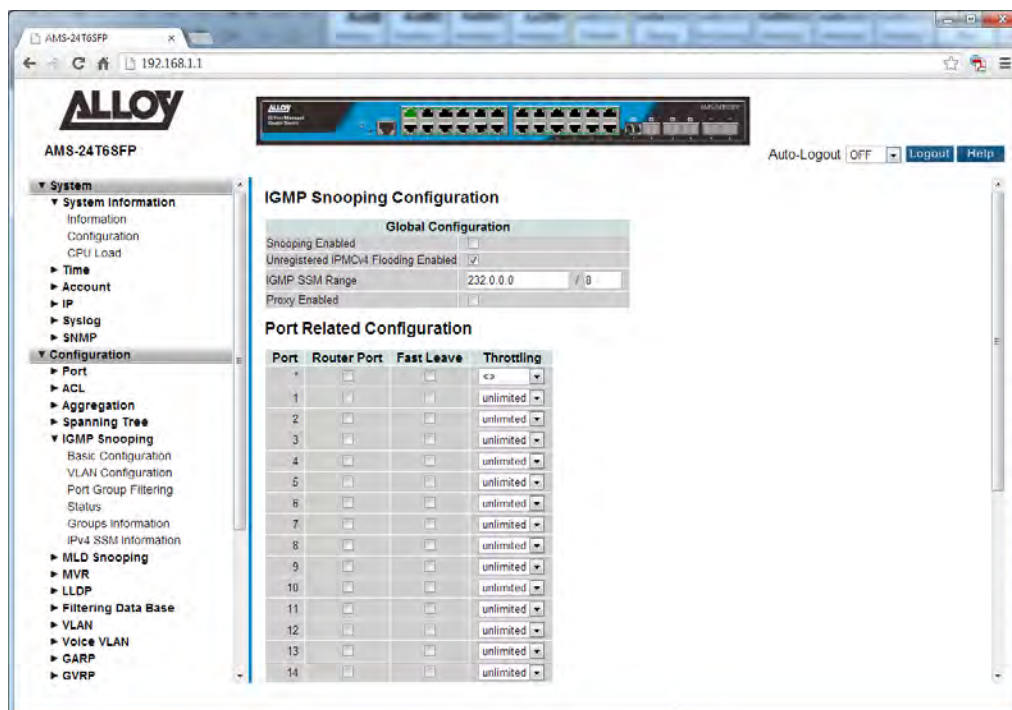 AMS-24T6SFP
192.168.1.1
ALLOY
ALLOY
AMS-24T6SFP
Auto-Logout OFF Logout Help
▼ System
▼ System Information
Information
Configuration
CPU Load
► Time
► Account
► IP
► Syslog
► SNMP
▼ Configuration
► Port
► ACL
► Aggregation
► Spanning Tree
▼ IGMP Snooping
Basic Configuration
VLAN Configuration
Port Group Filtering
Status
Groups Information
IPv4 SSM Information
► MLD Snooping
► MVR
► LLDP
► Filtering Data Base
► VLAN
► Voice VLAN
► GARP
► GVRP
IGMP Snooping Configuration
Global Configuration
Snooping Enabled
Unregistered IPMCv4 Flooding Enabled
IGMP SSM Range 232.0.0.0 / 8
Proxy Enabled
Port Related Configuration
Port Router Port Fast Leave Throttling
* <>
1 unlimited
2 unlimited
3 unlimited
4 unlimited
5 unlimited
6 unlimited
7 unlimited
8 unlimited
9 unlimited
10 unlimited
11 unlimited
12 unlimited
13 unlimited
14 unlimited